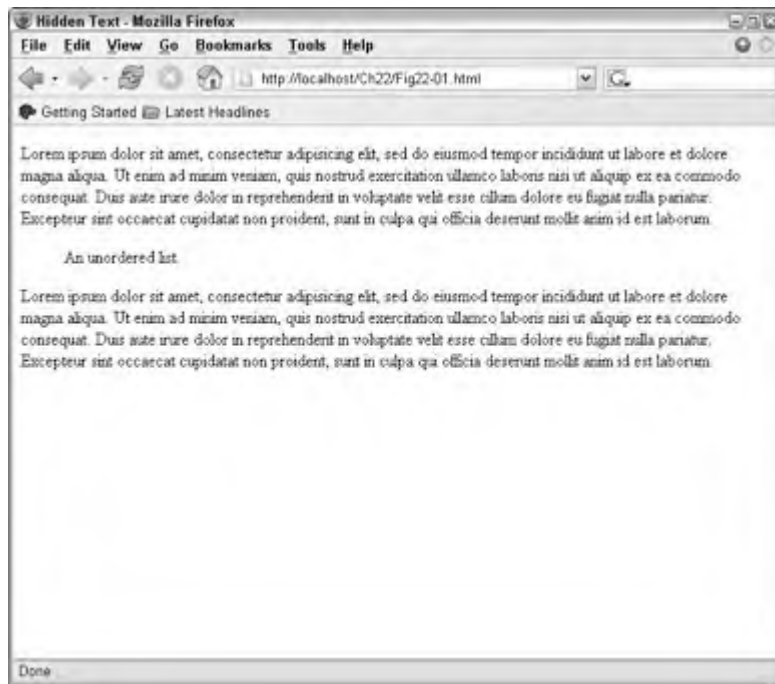 Hidden Text - Mozilla Firefox
File Edit View Go Bookmarks Tools Help
http://localhost/Ch22/Fig22-01.html
Getting Started Latest Headlines
Lorem ipsum dolor sit amet, consectetur adipisicing elit, sed do eiusmod tempor incididunt ut labore et dolore
magna aliqua. Ut enim ad minim veniam, quis nostrud exercitation ullamco laboris nisi ut aliquip ex ea commodo
consequat. Duis aute irure dolor in reprehenderit in voluptate velit esse cillum dolore eu fugiat nulla pariatur.
Excepteur sint occaecat cupidatat non proident, sunt in culpa qui officia deserunt mollit anim id est laborum.
An unordered list
Lorem ipsum dolor sit amet, consectetur adipisicing elit, sed do eiusmod tempor incididunt ut labore et dolore
magna aliqua. Ut enim ad minim veniam, quis nostrud exercitation ullamco laboris nisi ut aliquip ex ea commodo
consequat. Duis aute irure dolor in reprehenderit in voluptate velit esse cillum dolore eu fugiat nulla pariatur.
Excepteur sint occaecat cupidatat non proident, sunt in culpa qui officia deserunt mollit anim id est laborum.
Done